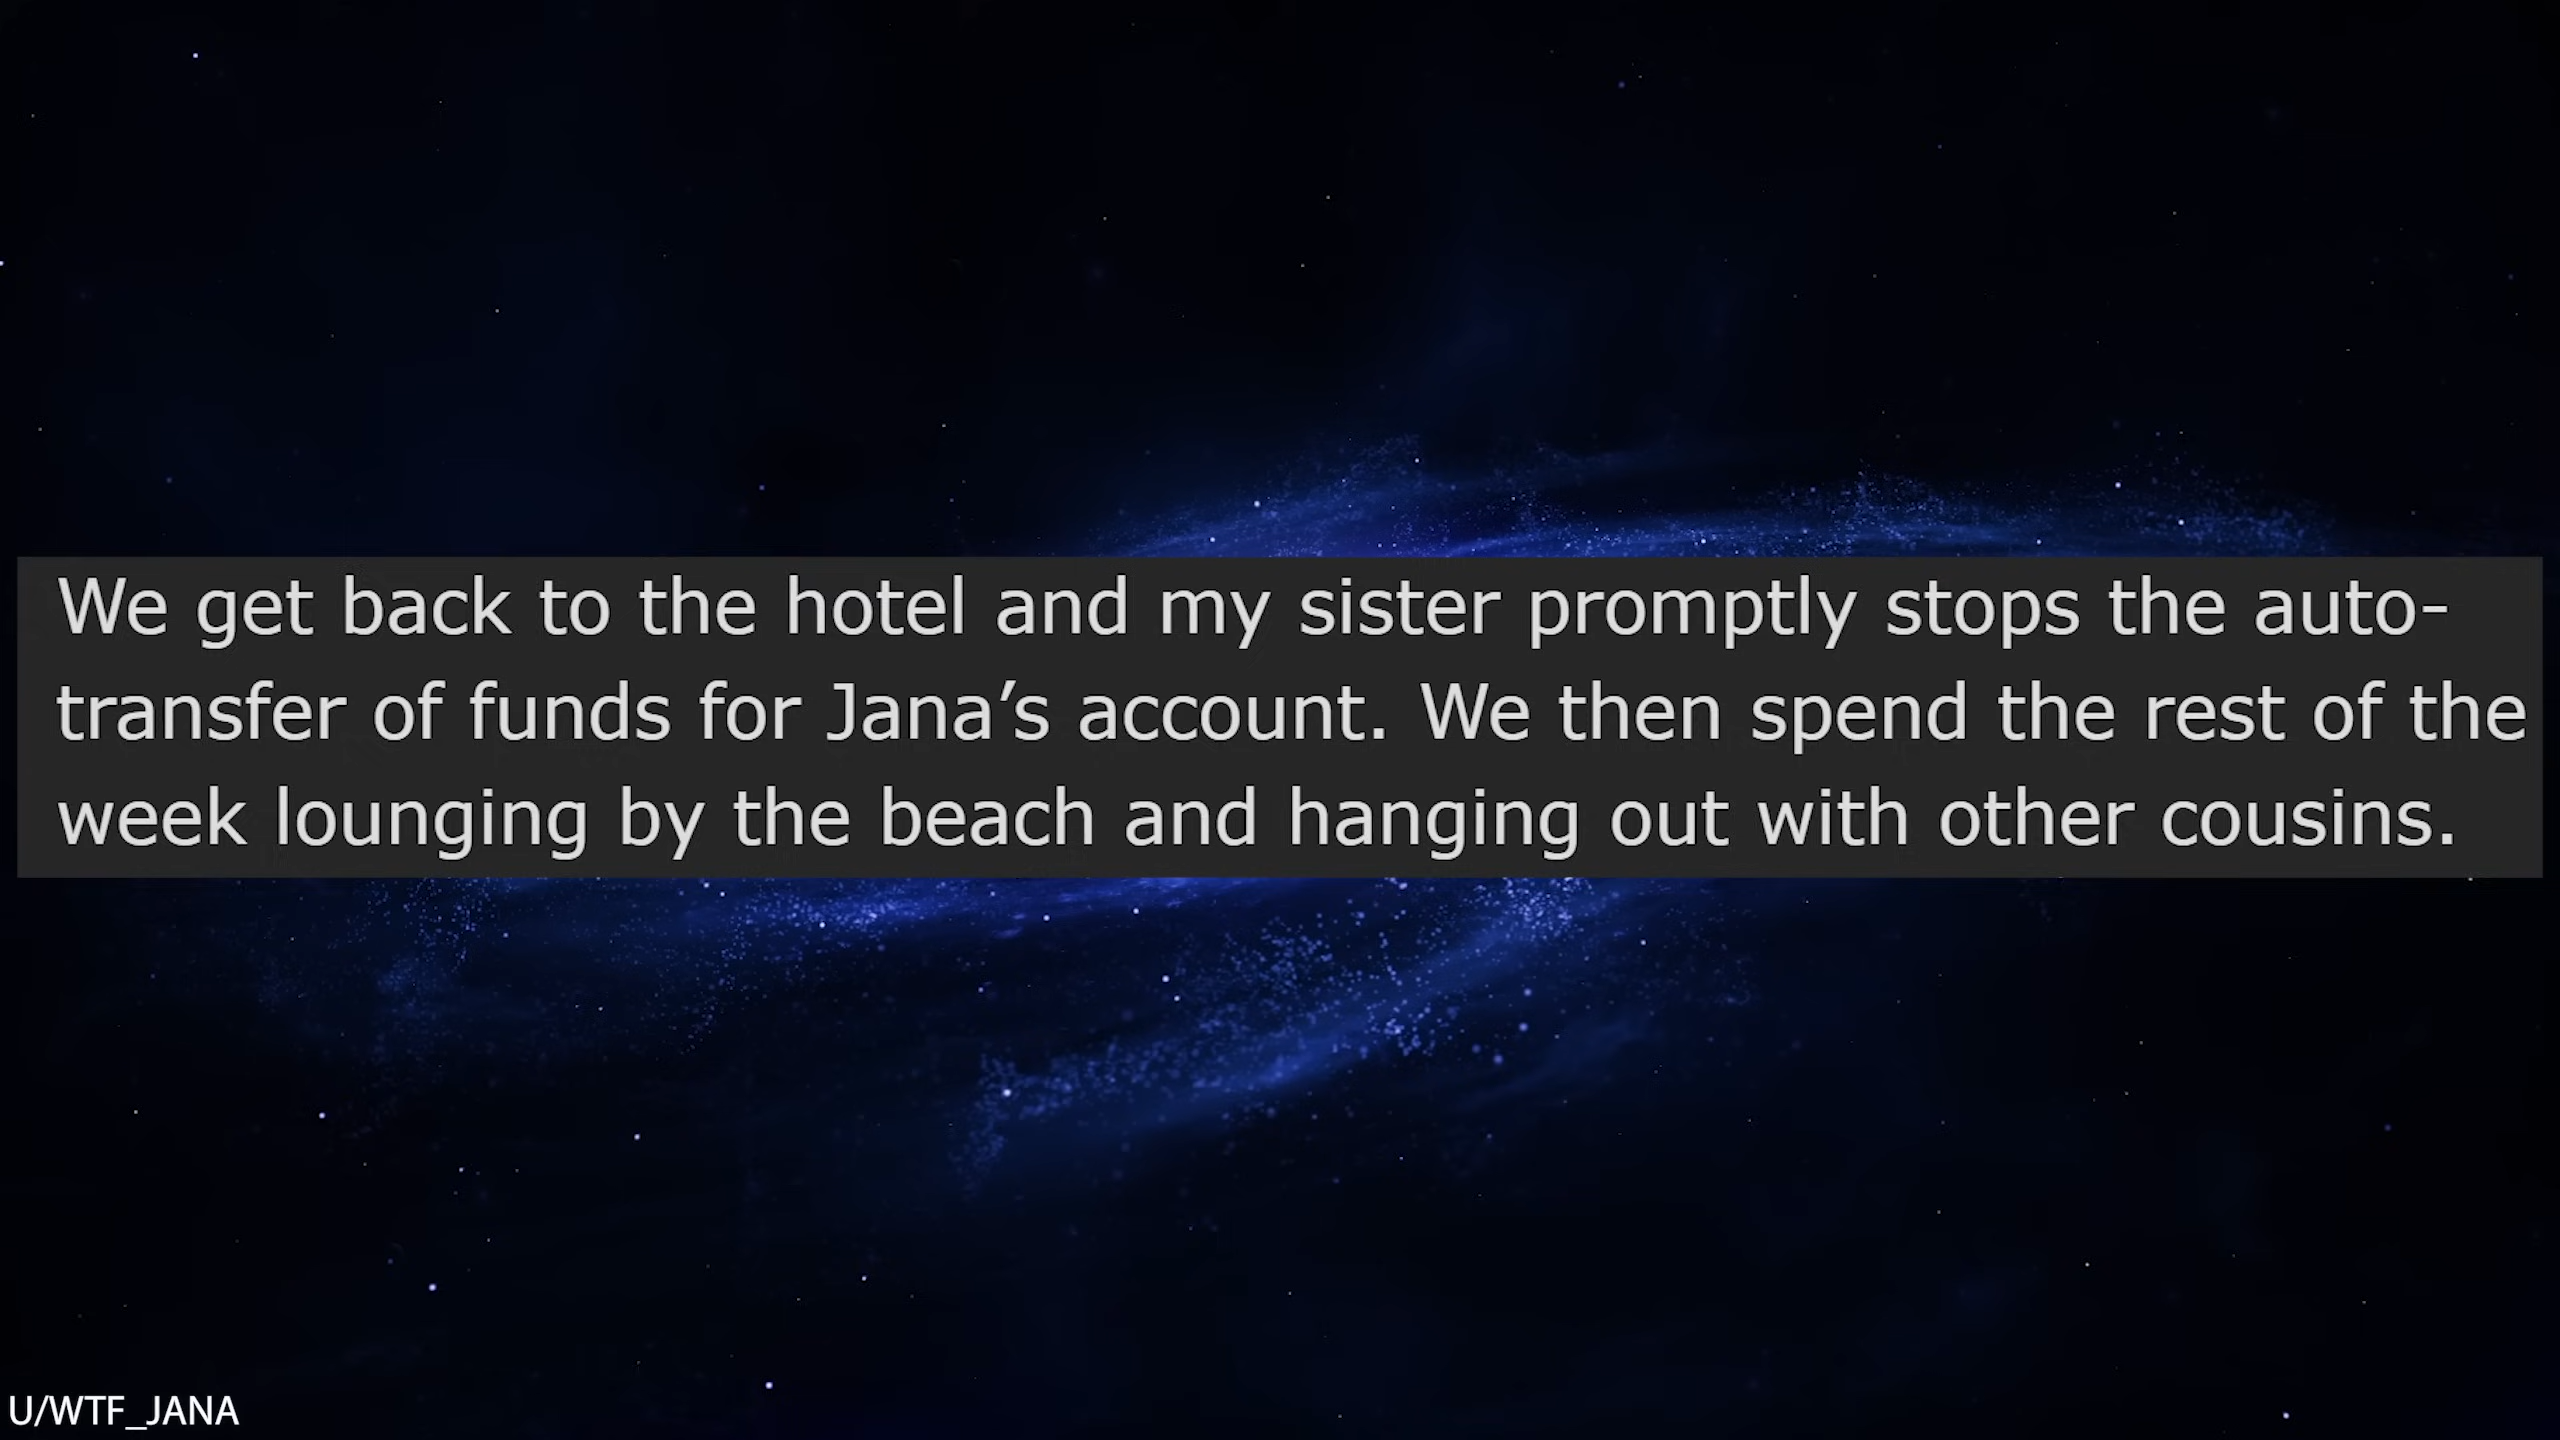 We get back to the hotel and my sister promptly stops the auto-
transfer of funds for Jana’s account. We then spend the rest of the
week lounging by the beach and hanging out with other cousins.
U/WTF_JANA